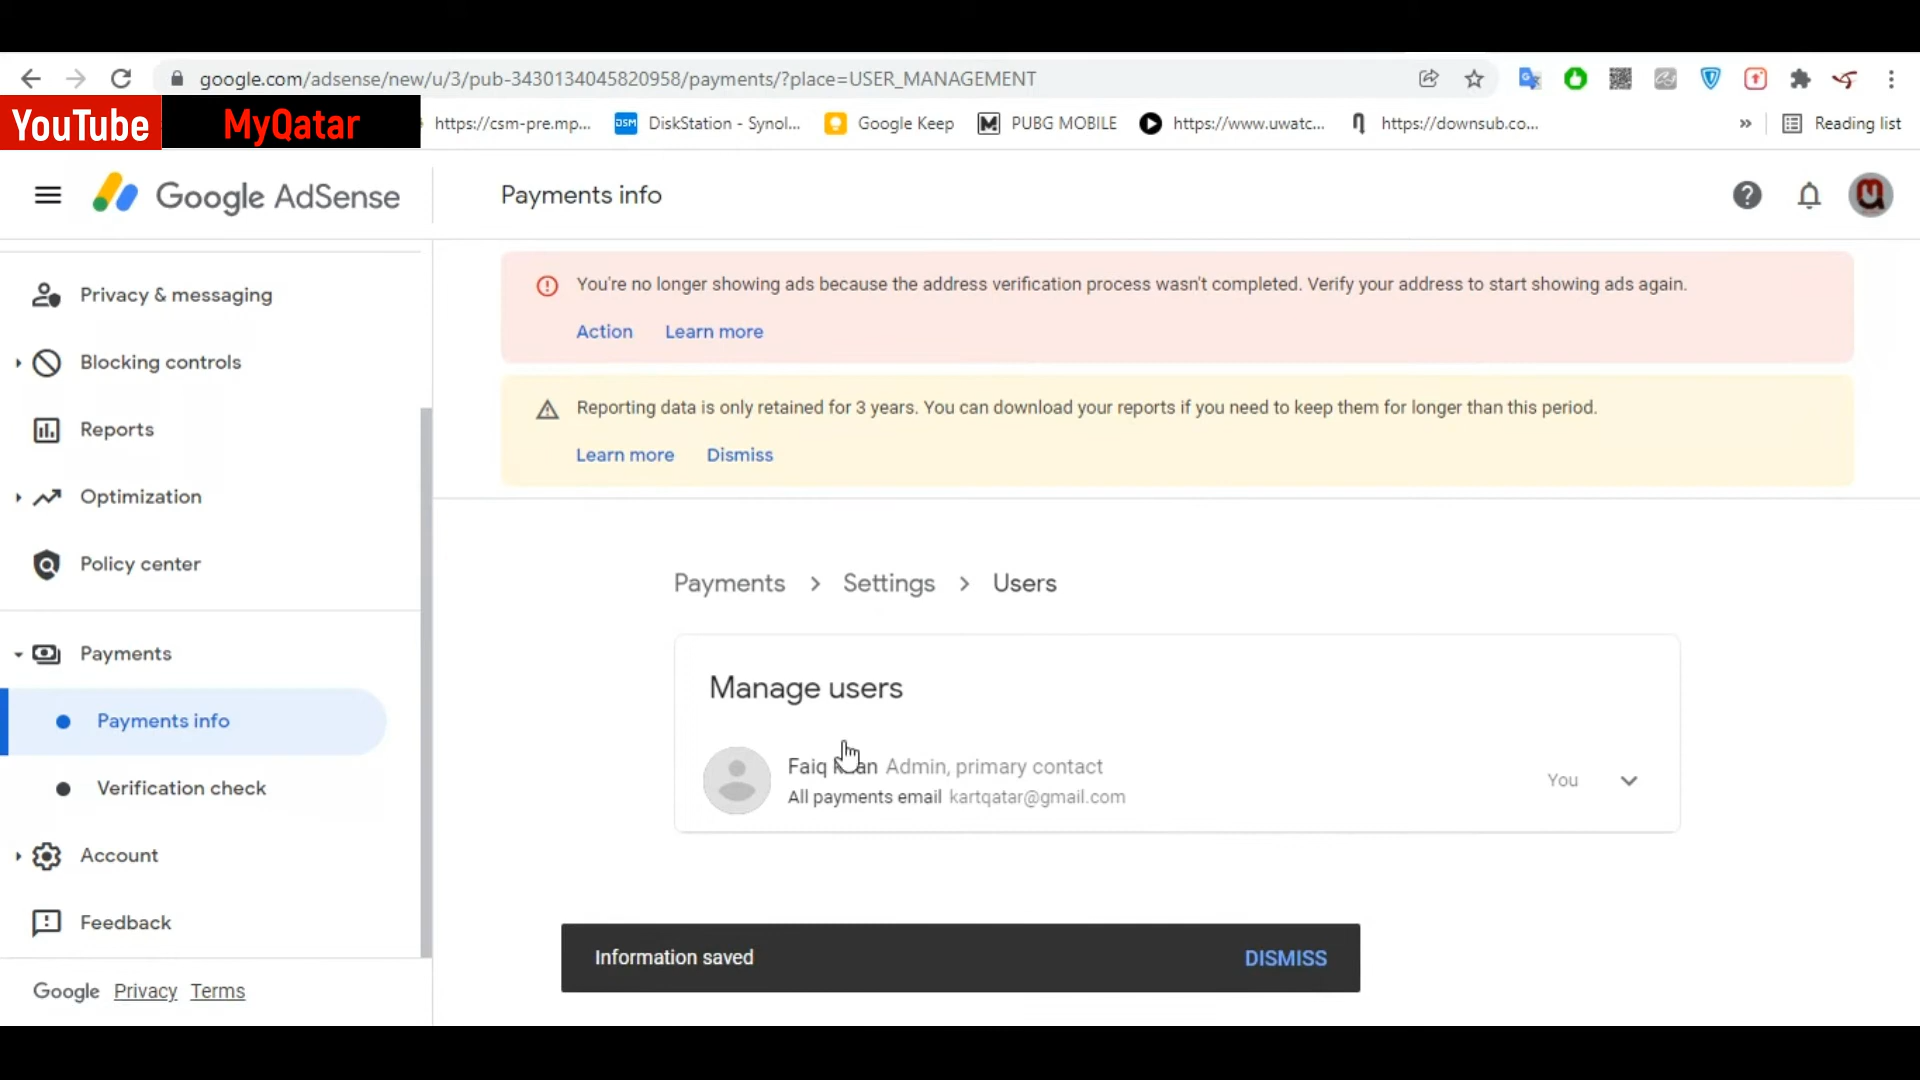 google.com/adsense/new/u/3/pub-3430134045820958/payments/?place=USER_MANAGEMENT
YouTube MyQatar
https://csm-pre.mp... DSM DiskStation - Synol... Google Keep PUBG MOBILE https://www.uwatc... https://downsub.co... » Reading list
Google AdSense
Payments info
Privacy & messaging
Blocking controls
Reports
Optimization
Policy center
Payments
Payments info
Verification check
Account
Feedback
Google Privacy Terms
You're no longer showing ads because the address verification process wasn't completed. Verify your address to start showing ads again.
Action Learn more
Reporting data is only retained for 3 years. You can download your reports if you need to keep them for longer than this period.
Learn more Dismiss
Payments > Settings > Users
Manage users
Faiq Admin, primary contact
All payments email kartqatar@gmail.com
You
Information saved DISMISS